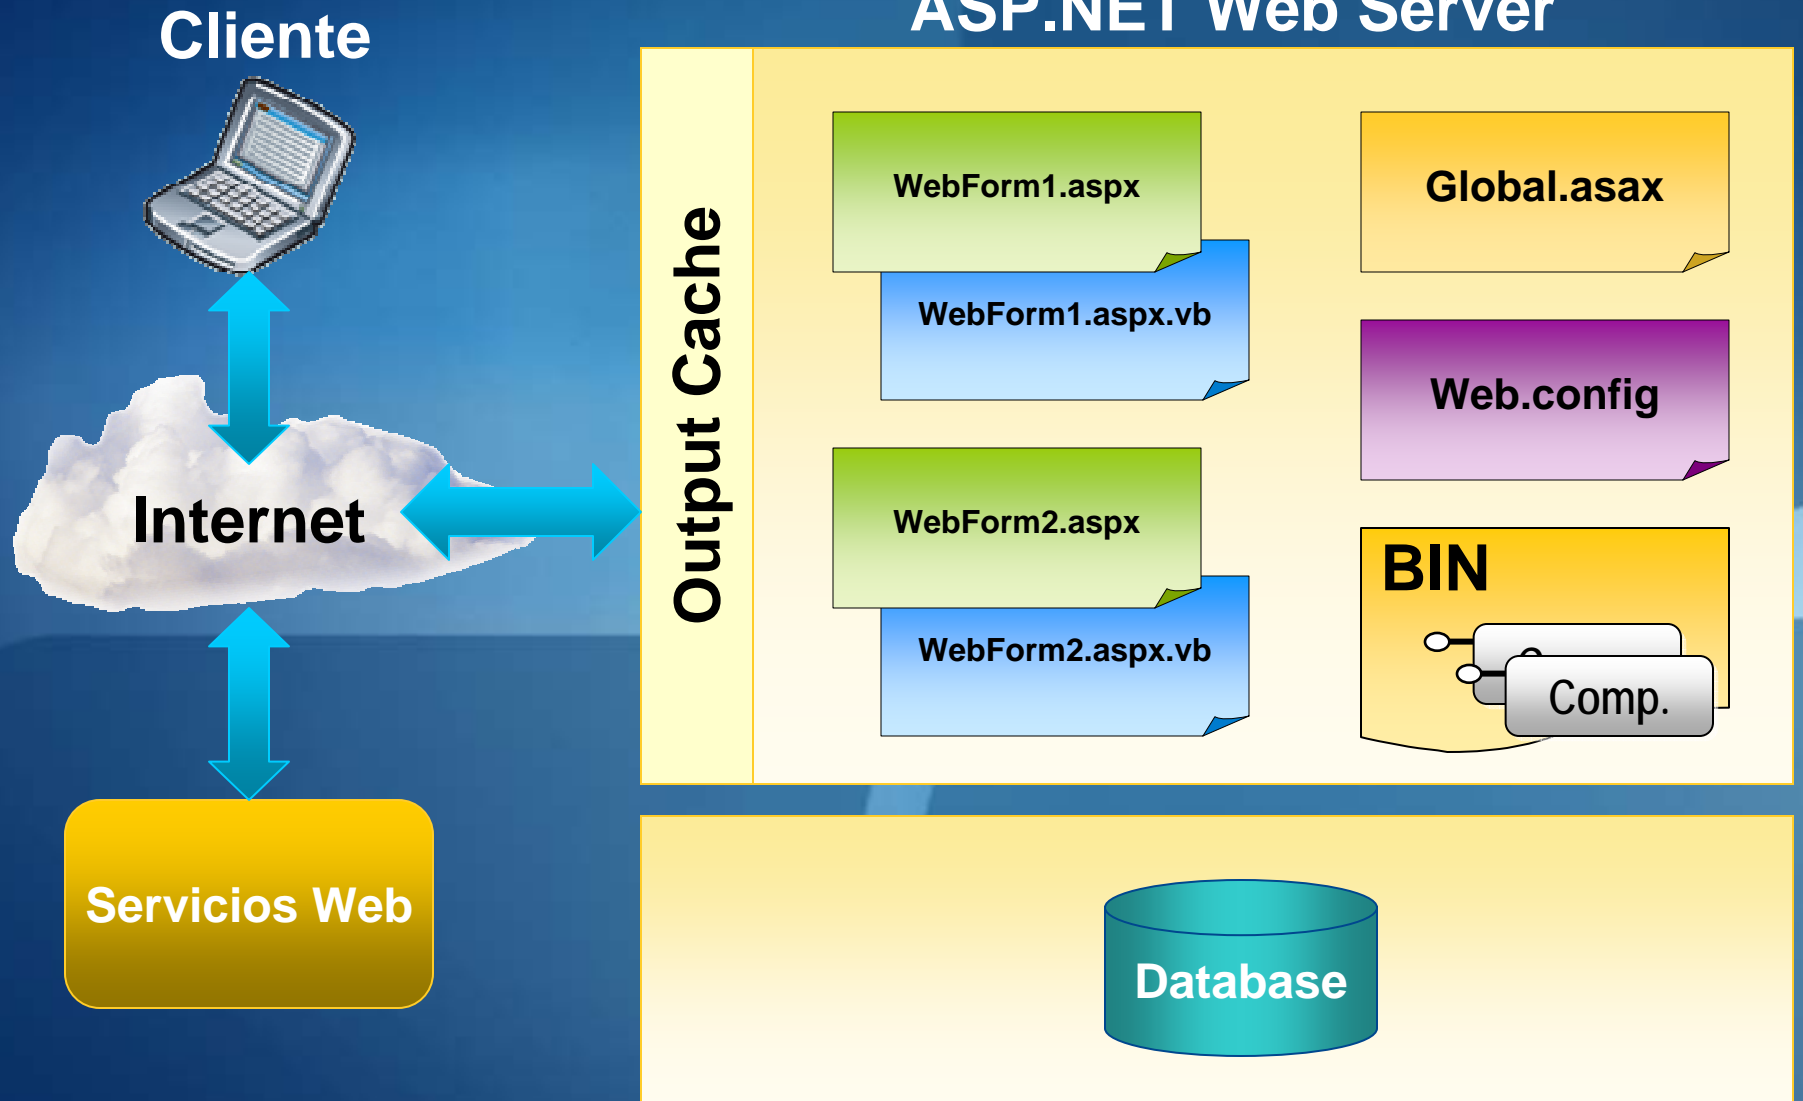 Cliente
ASP.NET Web Server
Output Cache
WebForm1.aspx
WebForm1.aspx.vb
WebForm2.aspx
WebForm2.aspx.vb
Global.asax
Web.config
BIN
Comp.
Internet
Servicios Web
Database